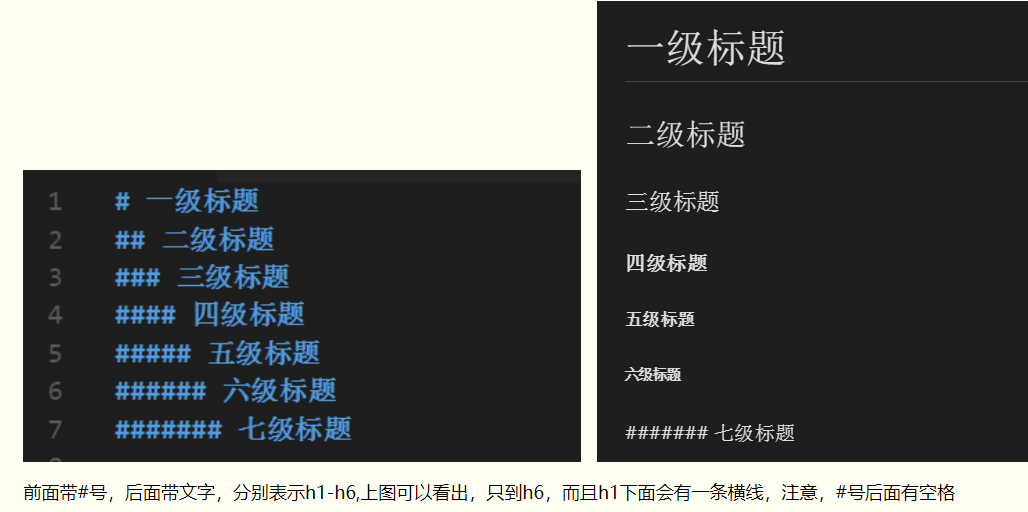 1 # 一级标题
2 ## 二级标题
3 ### 三级标题
4 #### 四级标题
5 ##### 五级标题
6 ###### 六级标题
7 ####### 七级标题
一级标题
二级标题
三级标题
四级标题
五级标题
六级标题
####### 七级标题
前面带#号，后面带文字，分别表示h1-h6,上图可以看出，只到h6，而且h1下面会有一条横线，注意，#号后面有空格